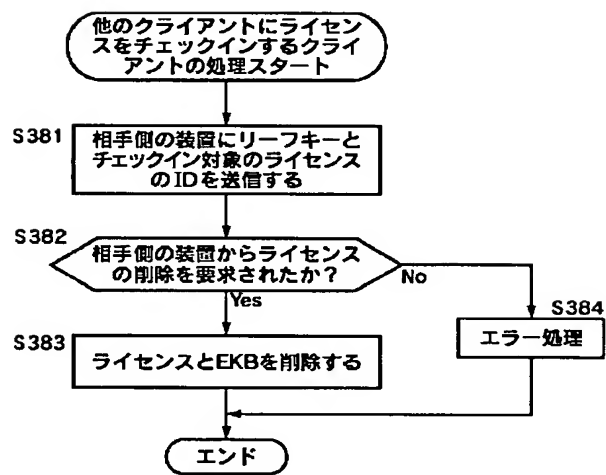 他のクライアントにライセン
スをチェックインするクライ
アントの処理スタート
S381
相手側の装置にリーフキーと
チェックイン対象のライセンス
のIDを送信する
S382
相手側の装置からライセンス
の削除を要求されたか？
No
Yes
S384
エラー処理
S383
ライセンスとEKBを削除する
エンド